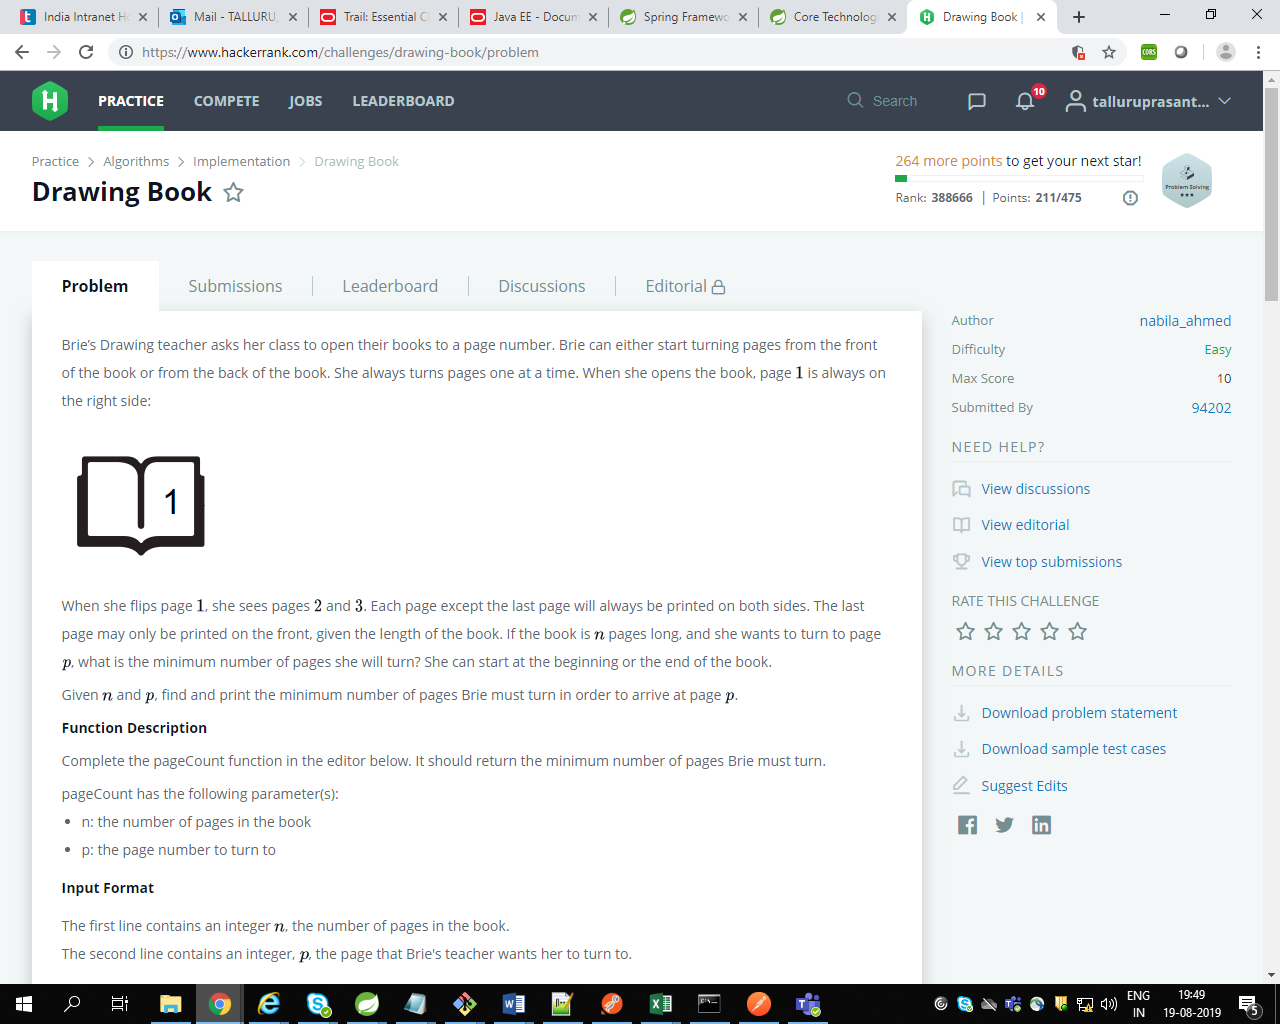 India Intranet Ho
Mail - TALLURU,
Trail: Essential C
Java EE - Docum
Spring Framewo
Core Technolog
Drawing Book |
https://www.hackerrank.com/challenges/drawing-book/problem
CORS
H
PRACTICE
COMPETE
JOBS
LEADERBOARD
Search
10
talluruprasant...
Practice > Algorithms > Implementation > Drawing Book
Drawing Book
264 more points to get your next star!
Rank: 388666 | Points: 211/475
Problem Solving
Problem
Submissions
Leaderboard
Discussions
Editorial
Brie's Drawing teacher asks her class to open their books to a page number. Brie can either start turning pages from the front
of the book or from the back of the book. She always turns pages one at a time. When she opens the book, page 1 is always on
the right side:
1
When she flips page 1, she sees pages 2 and 3. Each page except the last page will always be printed on both sides. The last
page may only be printed on the front, given the length of the book. If the book is n pages long, and she wants to turn to page
p, what is the minimum number of pages she will turn? She can start at the beginning or the end of the book.
Given n and p, find and print the minimum number of pages Brie must turn in order to arrive at page p.
Function Description
Complete the pageCount function in the editor below. It should return the minimum number of pages Brie must turn.
pageCount has the following parameter(s):
• n: the number of pages in the book
• p: the page number to turn to
Input Format
The first line contains an integer n, the number of pages in the book.
The second line contains an integer, p, the page that Brie's teacher wants her to turn to.
Author nabila_ahmed
Difficulty Easy
Max Score 10
Submitted By 94202
NEED HELP?
View discussions
View editorial
View top submissions
RATE THIS CHALLENGE
MORE DETAILS
Download problem statement
Download sample test cases
Suggest Edits
ENG
IN
19:49
19-08-2019
5